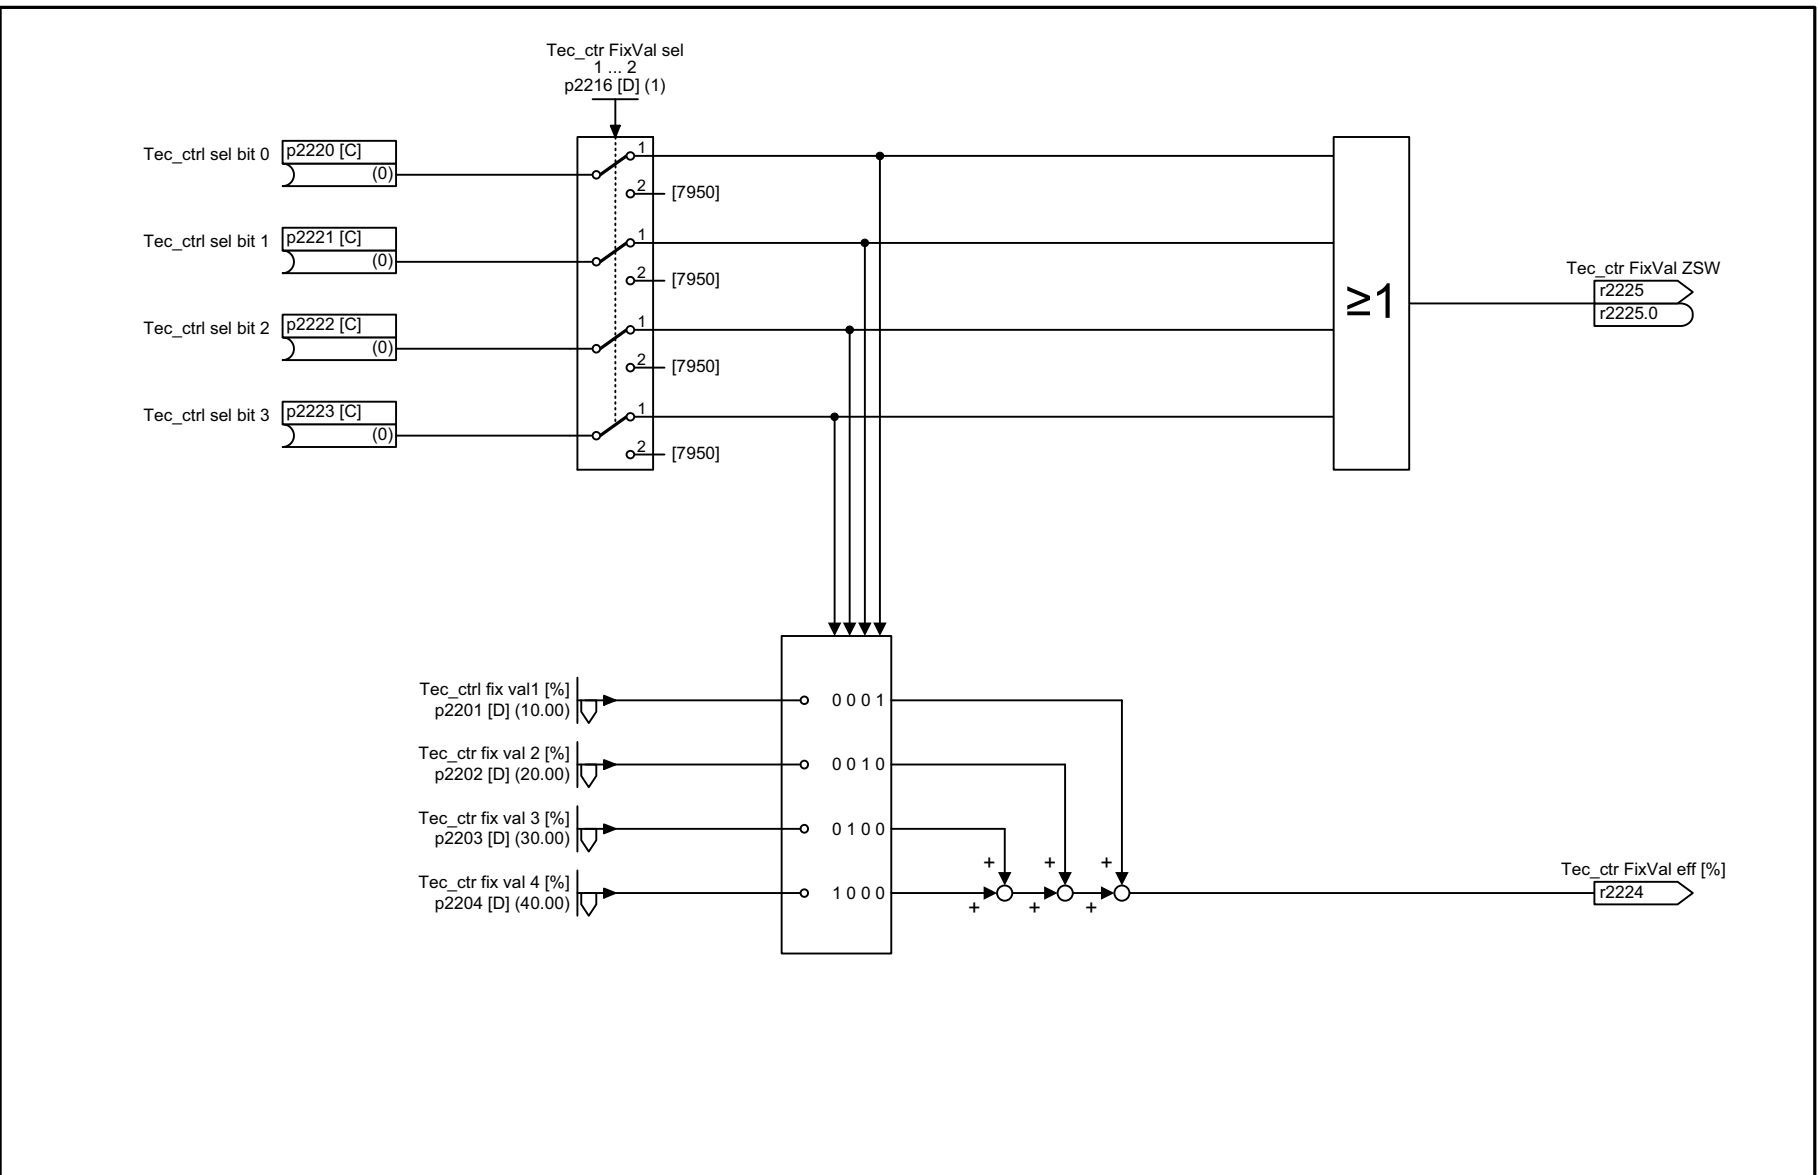 Tec_ctr FixVal sel
1 ... 2
p2216 [D] (1)
Tec_ctrl sel bit 0
p2220 [C]
(0)
1
2
[7950]
Tec_ctrl sel bit 1
p2221 [C]
(0)
1
2
[7950]
Tec_ctrl sel bit 2
p2222 [C]
(0)
1
2
[7950]
Tec_ctrl sel bit 3
p2223 [C]
(0)
1
2
[7950]
≥1
Tec_ctr FixVal ZSW
r2225
r2225.0
Tec_ctrl fix val1 [%]
p2201 [D] (10.00)
0 0 0 1
Tec_ctr fix val 2 [%]
p2202 [D] (20.00)
0 0 1 0
Tec_ctr fix val 3 [%]
p2203 [D] (30.00)
0 1 0 0
Tec_ctr fix val 4 [%]
p2204 [D] (40.00)
1 0 0 0
+ + +
+ + +
Tec_ctr FixVal eff [%]
r2224